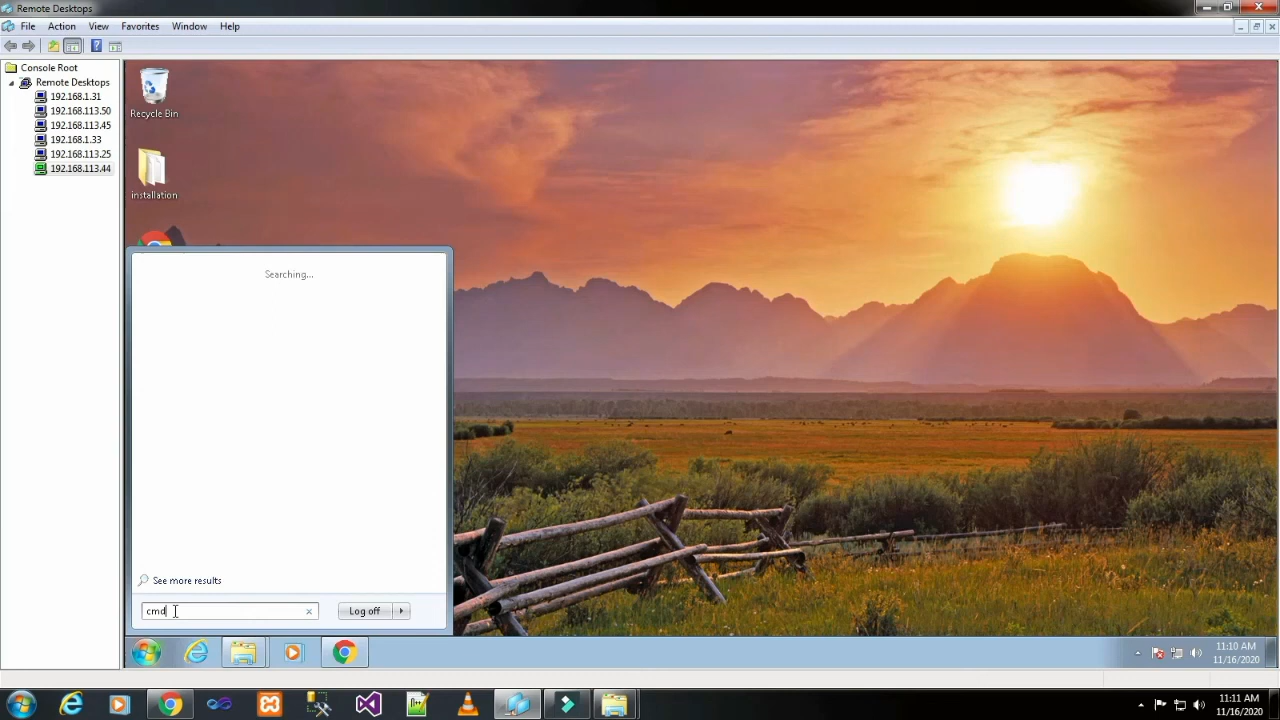 Remote Desktops
File Action View Favorites Window Help
Console Root
Remote Desktops
192.168.1.31
192.168.113.50
192.168.113.45
192.168.1.33
192.168.113.25
192.168.113.44
Recycle Bin
installation
Searching...
See more results
cmd
Log off
11:10 AM
11/16/2020
11:11 AM
11/16/2020